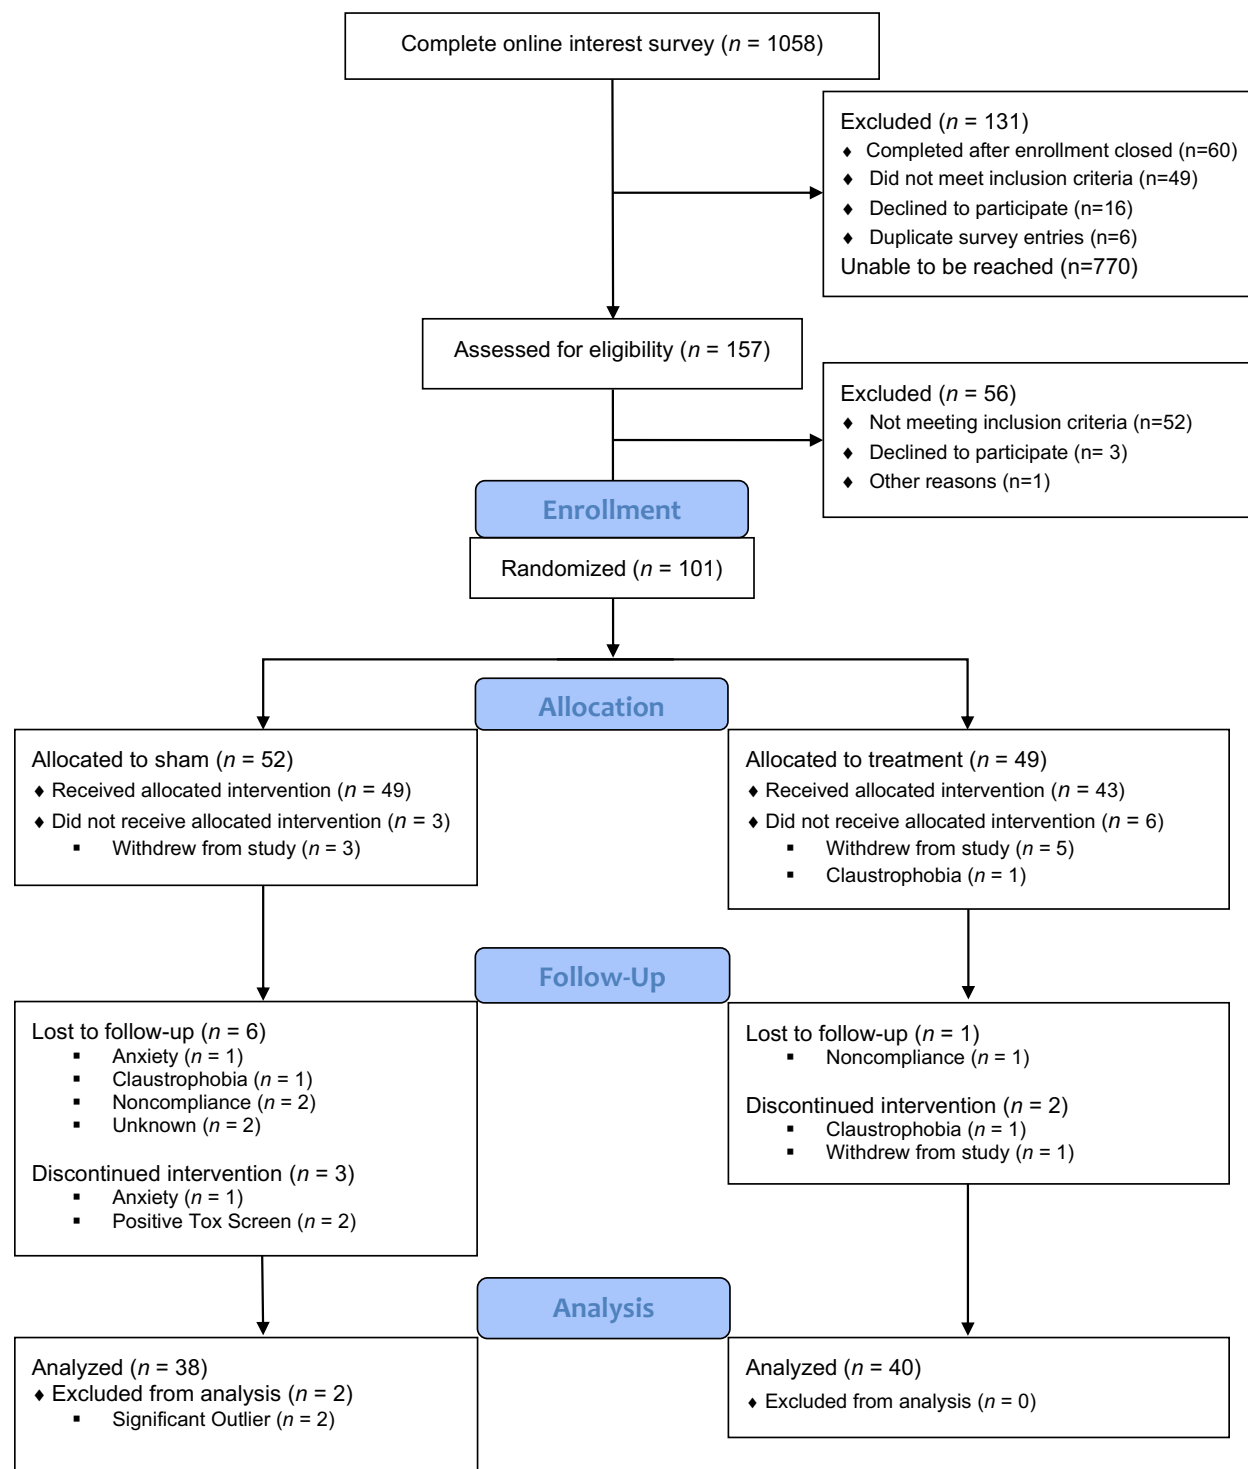 Complete online interest survey (n = 1058)
Excluded (n = 131)
♦ Completed after enrollment closed (n=60)
♦ Did not meet inclusion criteria (n=49)
♦ Declined to participate (n=16)
♦ Duplicate survey entries (n=6)
Unable to be reached (n=770)
Assessed for eligibility (n = 157)
Excluded (n = 56)
♦ Not meeting inclusion criteria (n=52)
♦ Declined to participate (n= 3)
♦ Other reasons (n=1)
Enrollment
Randomized (n = 101)
Allocation
Allocated to sham (n = 52)
♦ Received allocated intervention (n = 49)
♦ Did not receive allocated intervention (n = 3)
▪ Withdrew from study (n = 3)
Allocated to treatment (n = 49)
♦ Received allocated intervention (n = 43)
♦ Did not receive allocated intervention (n = 6)
▪ Withdrew from study (n = 5)
▪ Claustrophobia (n = 1)
Follow-Up
Lost to follow-up (n = 6)
▪ Anxiety (n = 1)
▪ Claustrophobia (n = 1)
▪ Noncompliance (n = 2)
▪ Unknown (n = 2)
Discontinued intervention (n = 3)
▪ Anxiety (n = 1)
▪ Positive Tox Screen (n = 2)
Lost to follow-up (n = 1)
▪ Noncompliance (n = 1)
Discontinued intervention (n = 2)
▪ Claustrophobia (n = 1)
▪ Withdrew from study (n = 1)
Analysis
Analyzed (n = 38)
♦ Excluded from analysis (n = 2)
▪ Significant Outlier (n = 2)
Analyzed (n = 40)
♦ Excluded from analysis (n = 0)